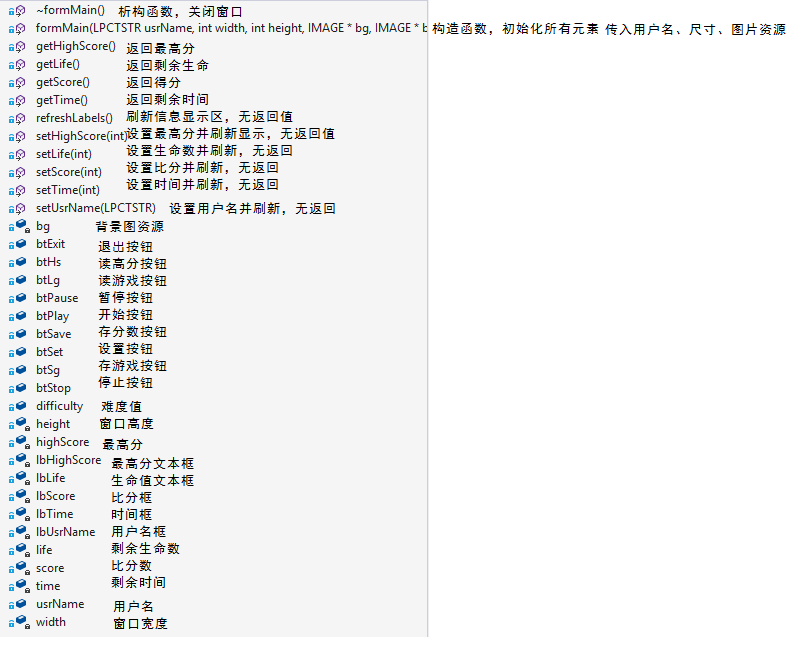 ~formMain() 析构函数，关闭窗口
formMain(LPCTSTR usrName, int width, int height, IMAGE * bg, IMAGE * b 构造函数，初始化所有元素 传入用户名、尺寸、图片资源
getHighScore() 返回最高分
getLife() 返回剩余生命
getScore() 返回得分
getTime() 返回剩余时间
refreshLabels() 刷新信息显示区，无返回值
setHighScore(int)设置最高分并刷新显示，无返回值
setLife(int) 设置生命数并刷新，无返回
setScore(int) 设置比分并刷新，无返回
setTime(int) 设置时间并刷新，无返回
setUsrName(LPCTSTR) 设置用户名并刷新，无返回
bg 背景图资源
btExit 退出按钮
btHs 读高分按钮
btLg 读游戏按钮
btPause 暂停按钮
btPlay 开始按钮
btSave 存分数按钮
btSet 设置按钮
btSg 存游戏按钮
btStop 停止按钮
difficulty 难度值
height 窗口高度
highScore 最高分
lbHighScore 最高分文本框
lbLife 生命值文本框
lbScore 比分框
lbTime 时间框
lbUsrName 用户名框
life 剩余生命数
score 比分数
time 剩余时间
usrName 用户名
width 窗口宽度